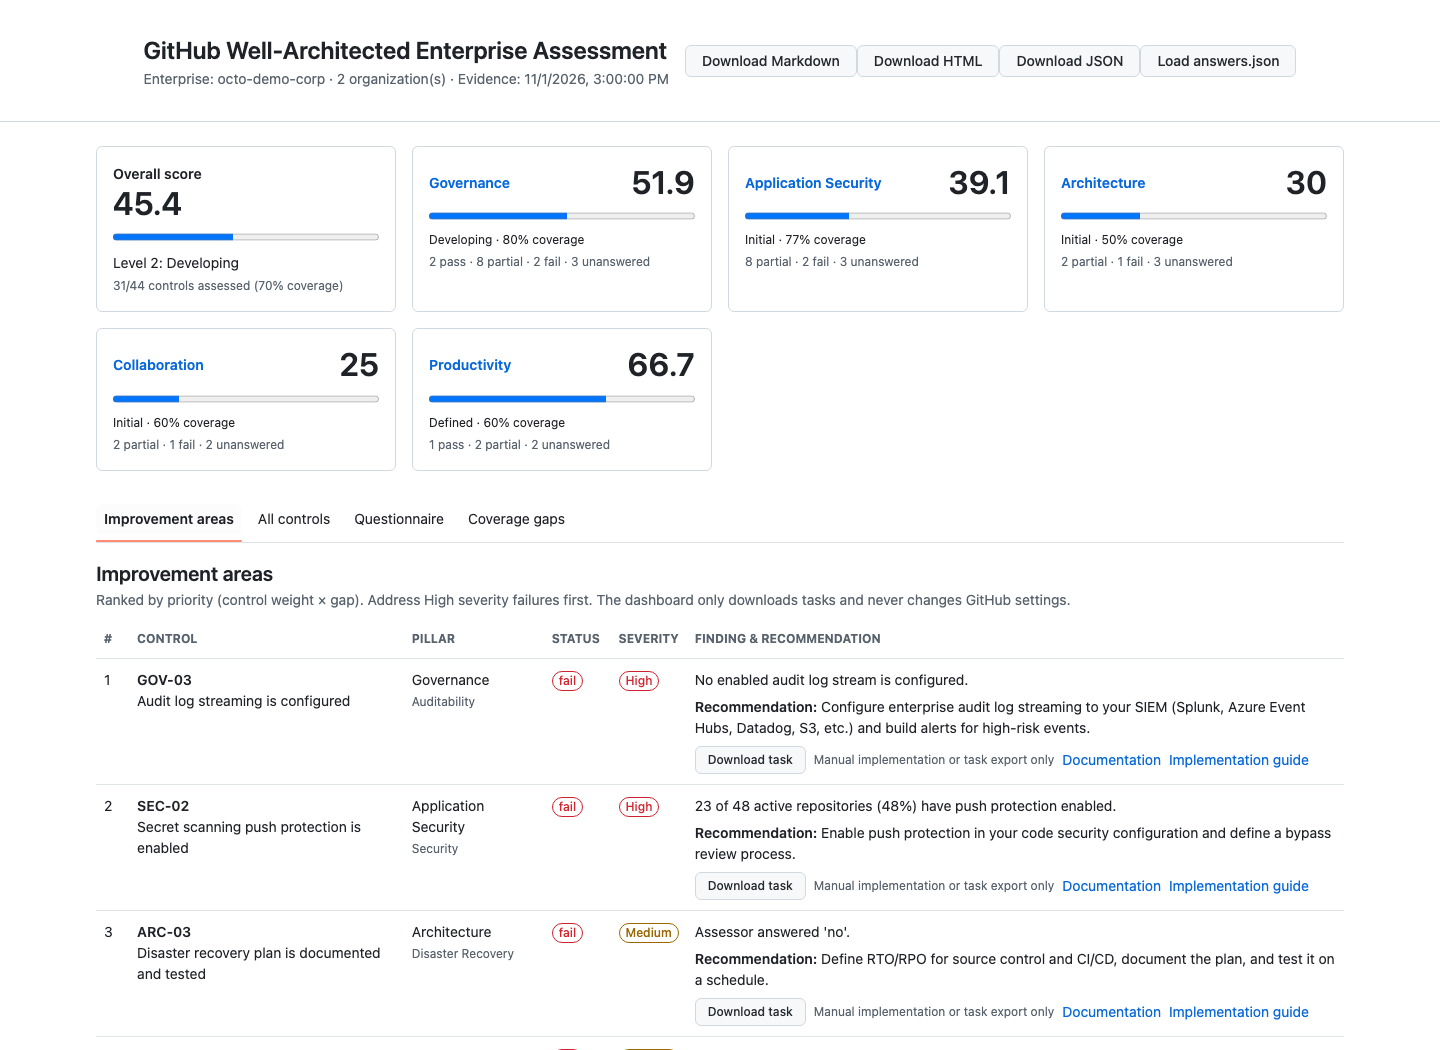 GitHub Well-Architected Enterprise Assessment
Enterprise: octo-demo-corp · 2 organization(s) · Evidence: 11/1/2026, 3:00:00 PM
Download Markdown
Download HTML
Download JSON
Load answers.json
Overall score
45.4
Level 2: Developing
31/44 controls assessed (70% coverage)
Governance
51.9
Developing · 80% coverage
2 pass · 8 partial · 2 fail · 3 unanswered
Application Security
39.1
Initial · 77% coverage
8 partial · 2 fail · 3 unanswered
Architecture
30
Initial · 50% coverage
2 partial · 1 fail · 3 unanswered
Collaboration
25
Initial · 60% coverage
2 partial · 1 fail · 2 unanswered
Productivity
66.7
Defined · 60% coverage
1 pass · 2 partial · 2 unanswered
Improvement areas
All controls
Questionnaire
Coverage gaps
Improvement areas
Ranked by priority (control weight × gap). Address High severity failures first. The dashboard only downloads tasks and never changes GitHub settings.
# CONTROL PILLAR STATUS SEVERITY FINDING & RECOMMENDATION
1
GOV-03
Audit log streaming is configured
Governance
Auditability
fail
High
No enabled audit log stream is configured.
Recommendation: Configure enterprise audit log streaming to your SIEM (Splunk, Azure Event
Hubs, Datadog, S3, etc.) and build alerts for high-risk events.
Download task Manual implementation or task export only Documentation Implementation guide
2
SEC-02
Secret scanning push protection is
enabled
Application
Security
Security
fail
High
23 of 48 active repositories (48%) have push protection enabled.
Recommendation: Enable push protection in your code security configuration and define a bypass
review process.
Download task Manual implementation or task export only Documentation Implementation guide
3
ARC-03
Disaster recovery plan is documented
and tested
Architecture
Disaster Recovery
fail
Medium
Assessor answered 'no'.
Recommendation: Define RTO/RPO for source control and CI/CD, document the plan, and test it on
a schedule.
Download task Manual implementation or task export only Documentation Implementation guide